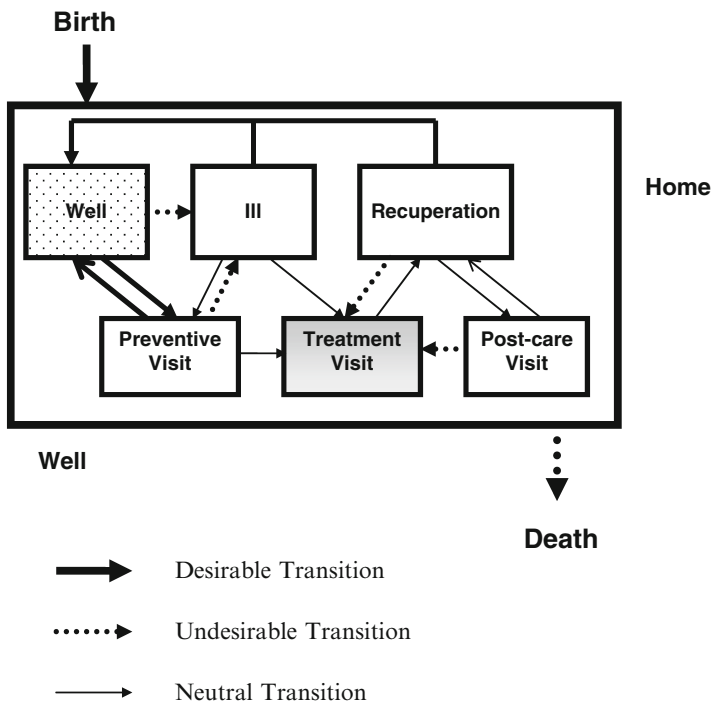 Birth
Home
Well
Ill
Recuperation
Preventive
Visit
Treatment
Visit
Post-care
Visit
Well
Death
Desirable Transition
Undesirable Transition
Neutral Transition